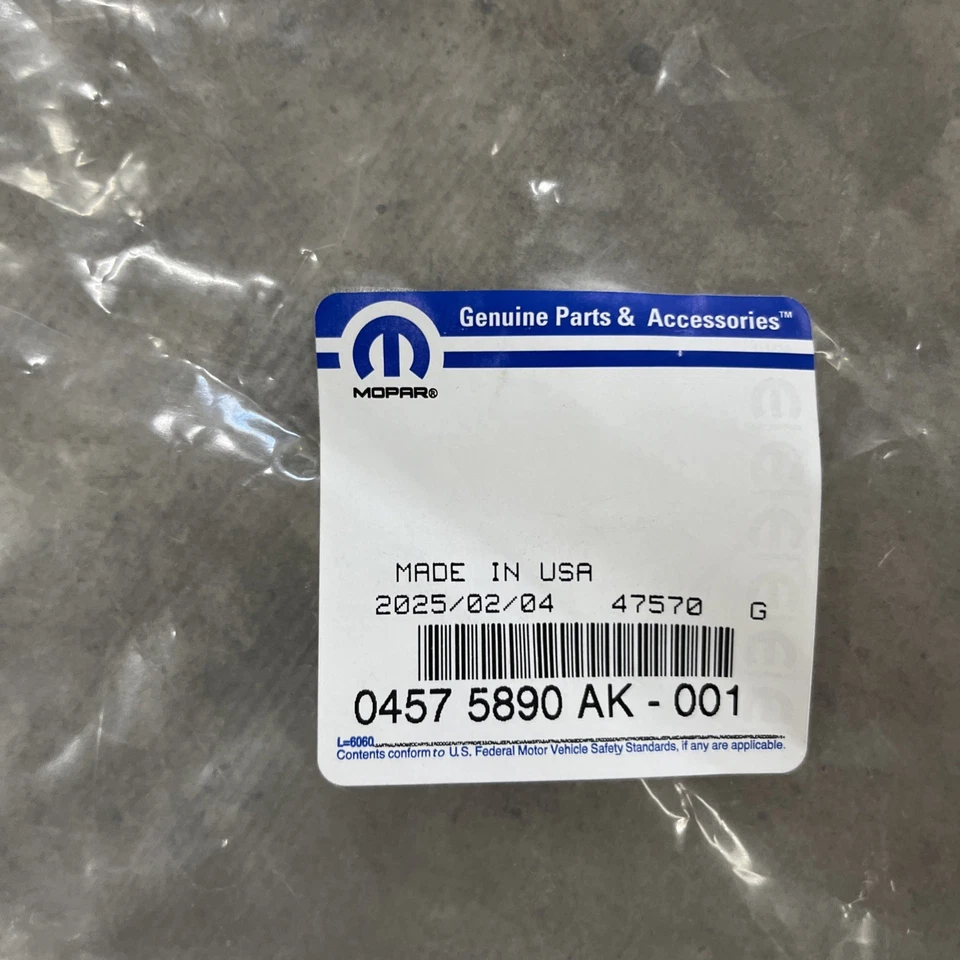 Genuine Parts & Accessories™
MOPAR®
MADE IN USA
2025/02/04 47570 G
0457 5890 AK - 001
L=6060
Contents conform to U.S. Federal Motor Vehicle Safety Standards, if any are applicable.